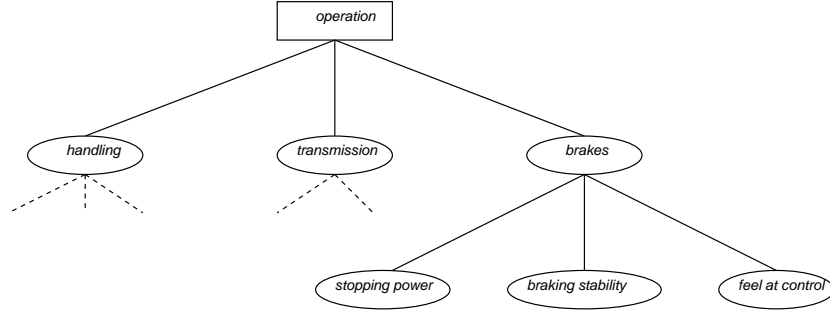 operation
handling
transmission
brakes
stopping power
braking stability
feel at control